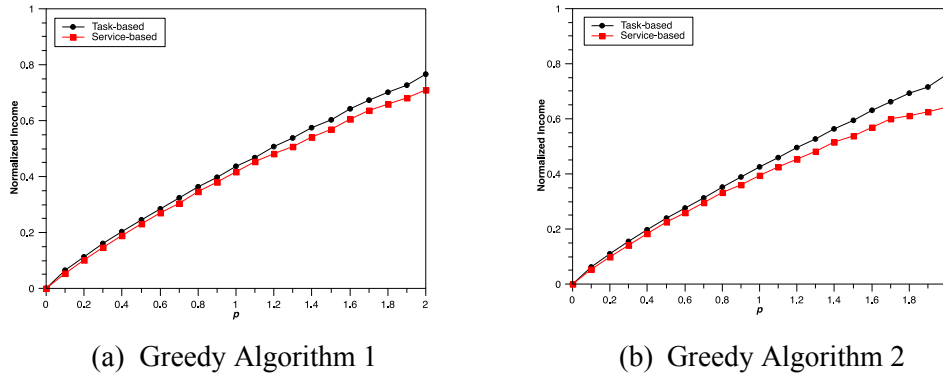 1
Task-based
Service-based
0.8
0.6
Normalized Income
0.4
0.2
0
0 0.2 0.4 0.6 0.8 1 1.2 1.4 1.6 1.8 2
p
(a) Greedy Algorithm 1
1
Task-based
Service-based
0.8
0.6
Normalized Income
0.4
0.2
0
0 0.2 0.4 0.6 0.8 1 1.2 1.4 1.6 1.8
p
(b) Greedy Algorithm 2